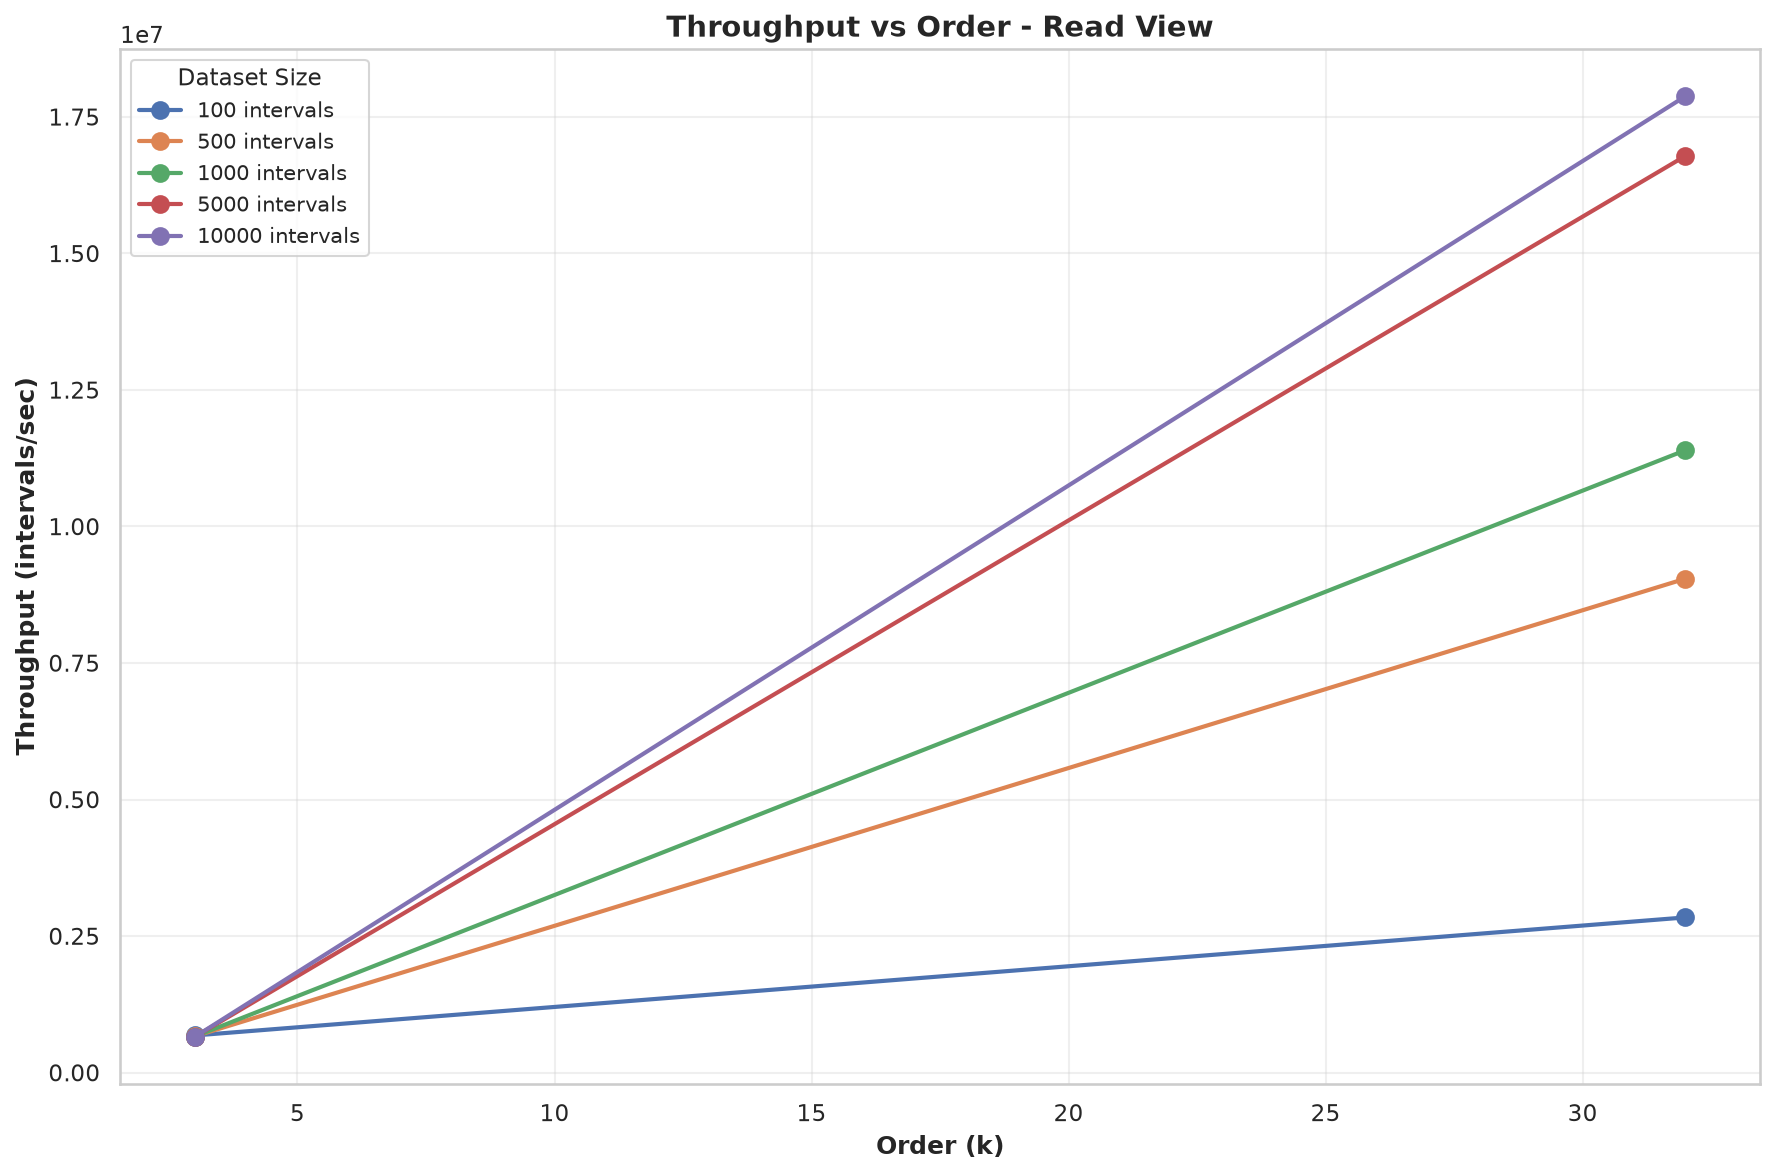 Throughput vs Order - Read View
1e7
Dataset Size
100 intervals
500 intervals
1000 intervals
5000 intervals
10000 intervals
1.75
1.50
1.25
1.00
0.75
0.50
0.25
0.00
Throughput (intervals/sec)
5 10 15 20 25 30
Order (k)